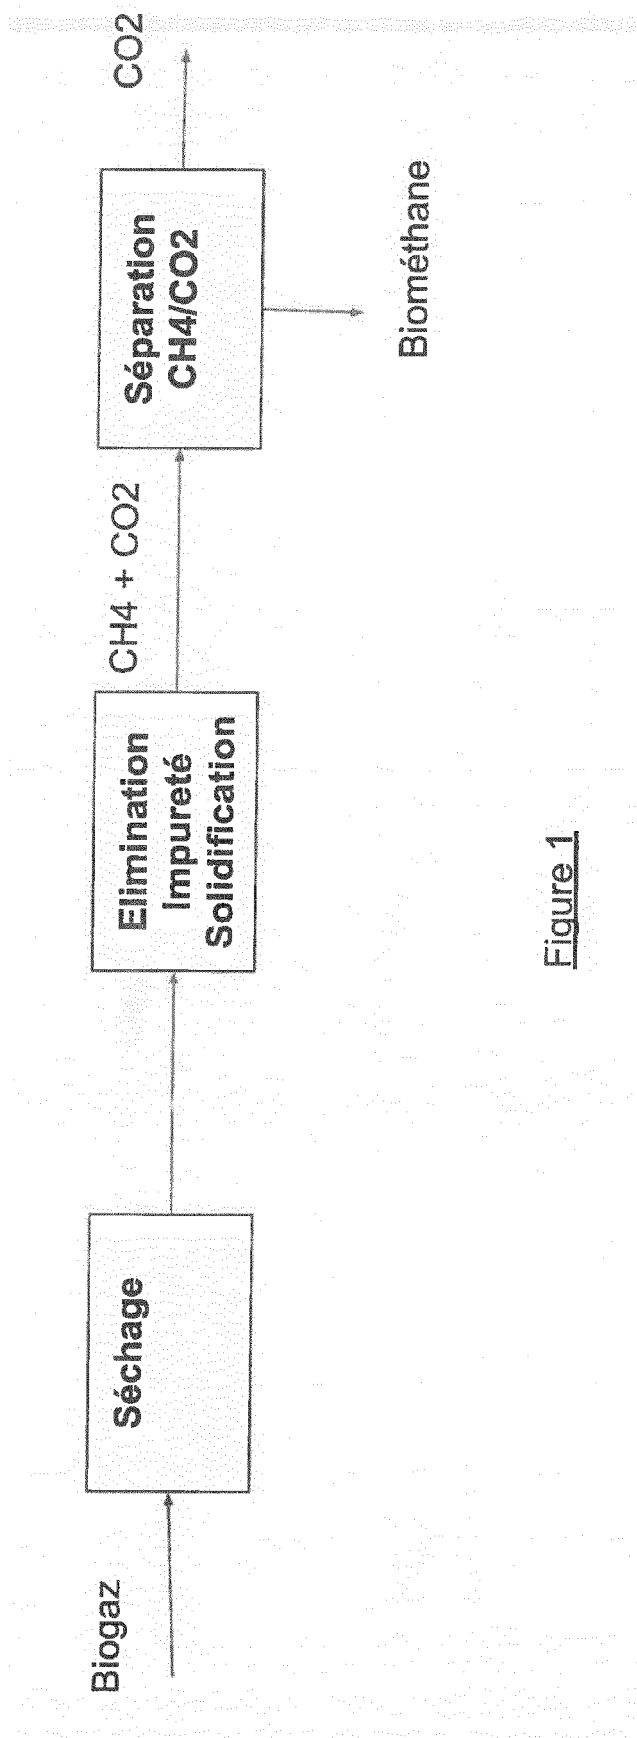 Biogaz
Séchage
Elimination
Impureté
Solidification
CH4 + CO2
Séparation
CH4/CO2
CO2
Biométhane
Figure 1